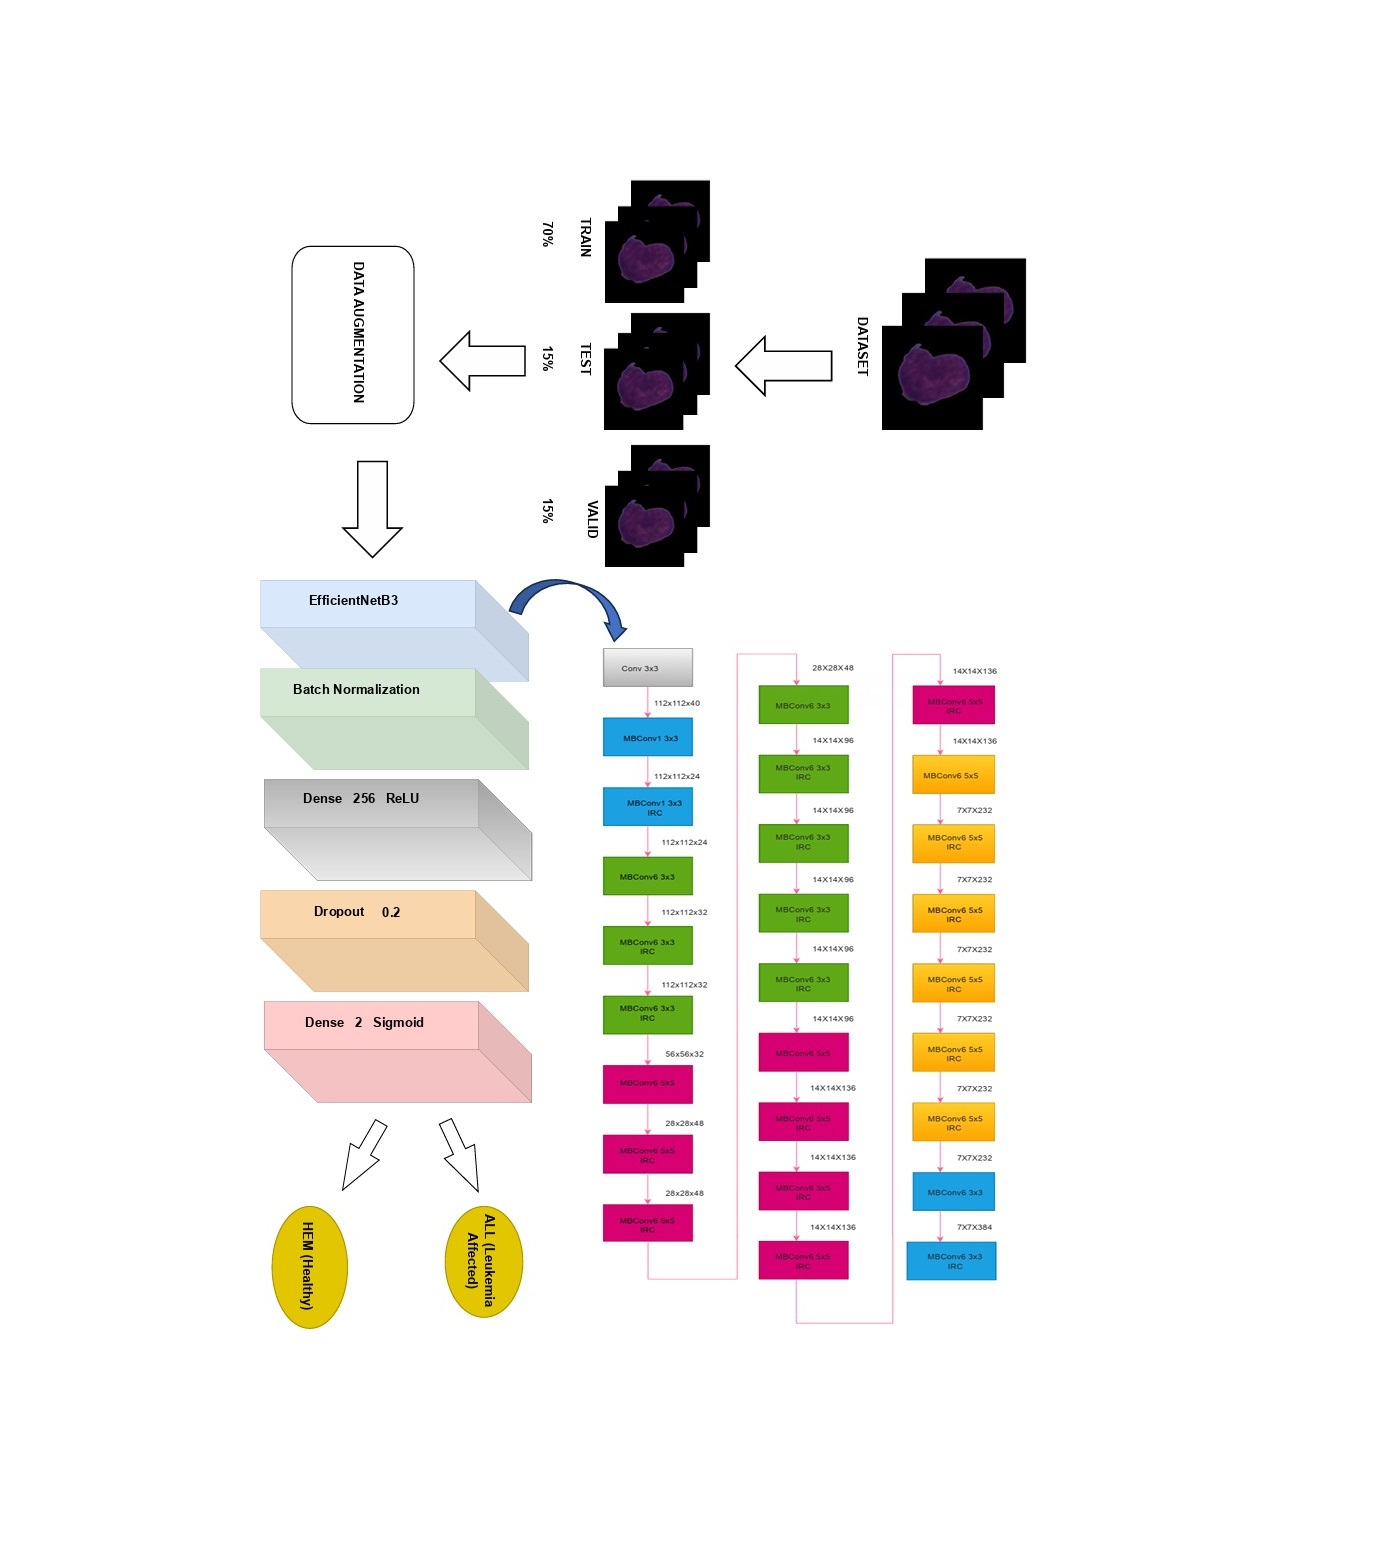 DATASET
TRAIN
70%
TEST
15%
VALID
15%
DATA AUGMENTATION
EfficientNetB3
Batch Normalization
Dense 256 ReLU
Dropout 0.2
Dense 2 Sigmoid
HEM (Healthy)
ALL (Leukemia
Affected)
Conv 3x3
112x112x40
MBConv1 3x3
112x112x24
MBConv1 3x3
IRC
112x112x24
MBConv6 3x3
112x112x32
MBConv6 3x3
IRC
112x112x32
MBConv6 3x3
IRC
56x56x32
MBConv6 5x5
28x28x48
MBConv6 5x5
IRC
28x28x48
MBConv6 5x5
IRC
28X28X48
MBConv6 3x3
14X14X96
MBConv6 3x3
IRC
14X14X96
MBConv6 3x3
IRC
14X14X96
MBConv6 3x3
IRC
14X14X96
MBConv6 3x3
IRC
14X14X96
MBConv6 5x5
14X14X136
MBConv6 5x5
IRC
14X14X136
MBConv6 5x5
IRC
14X14X136
MBConv6 5x5
IRC
14X14X136
MBConv6 5x5
IRC
14X14X136
MBConv6 5x5
7X7X232
MBConv6 5x5
IRC
7X7X232
MBConv6 5x5
IRC
7X7X232
MBConv6 5x5
IRC
7X7X232
MBConv6 5x5
IRC
7X7X232
MBConv6 5x5
IRC
7X7X232
MBConv6 3x3
7X7X384
MBConv6 3x3
IRC